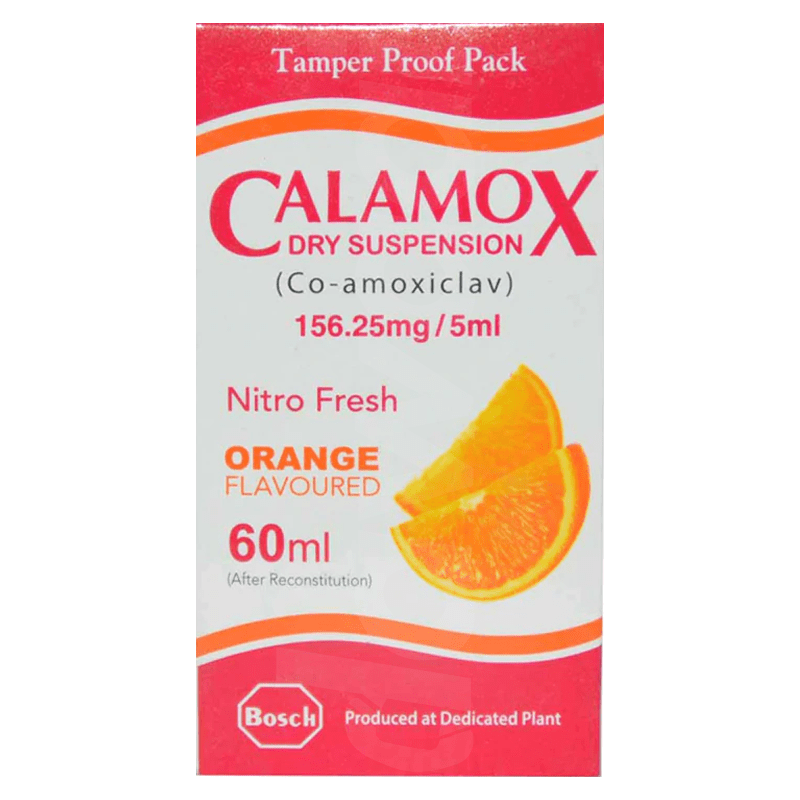 Tamper Proof Pack
CALAMOX
DRY SUSPENSION
(Co-amoxiclav)
156.25mg/5ml
Nitro Fresh
ORANGE
FLAVOURED
60ml
(After Reconstitution)
Bosch
Produced at Dedicated Plant